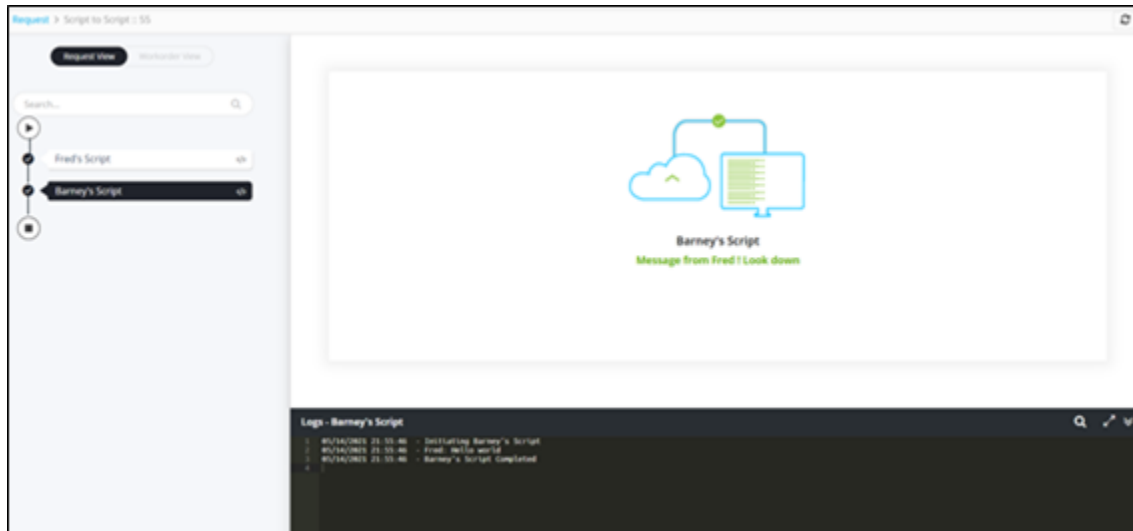 Request > Script to Script :: 55
Request View
Workorder View
Search...
Fred's Script
Barney's Script
Barney's Script
Message from Fred ! Look down
Logs - Barney's Script
1 05/14/2021 21:55:46 - Initiating Barney's Script
2 05/14/2021 21:55:46 - Fred: Hello world
3 05/14/2021 21:55:46 - Barney's Script Completed
4